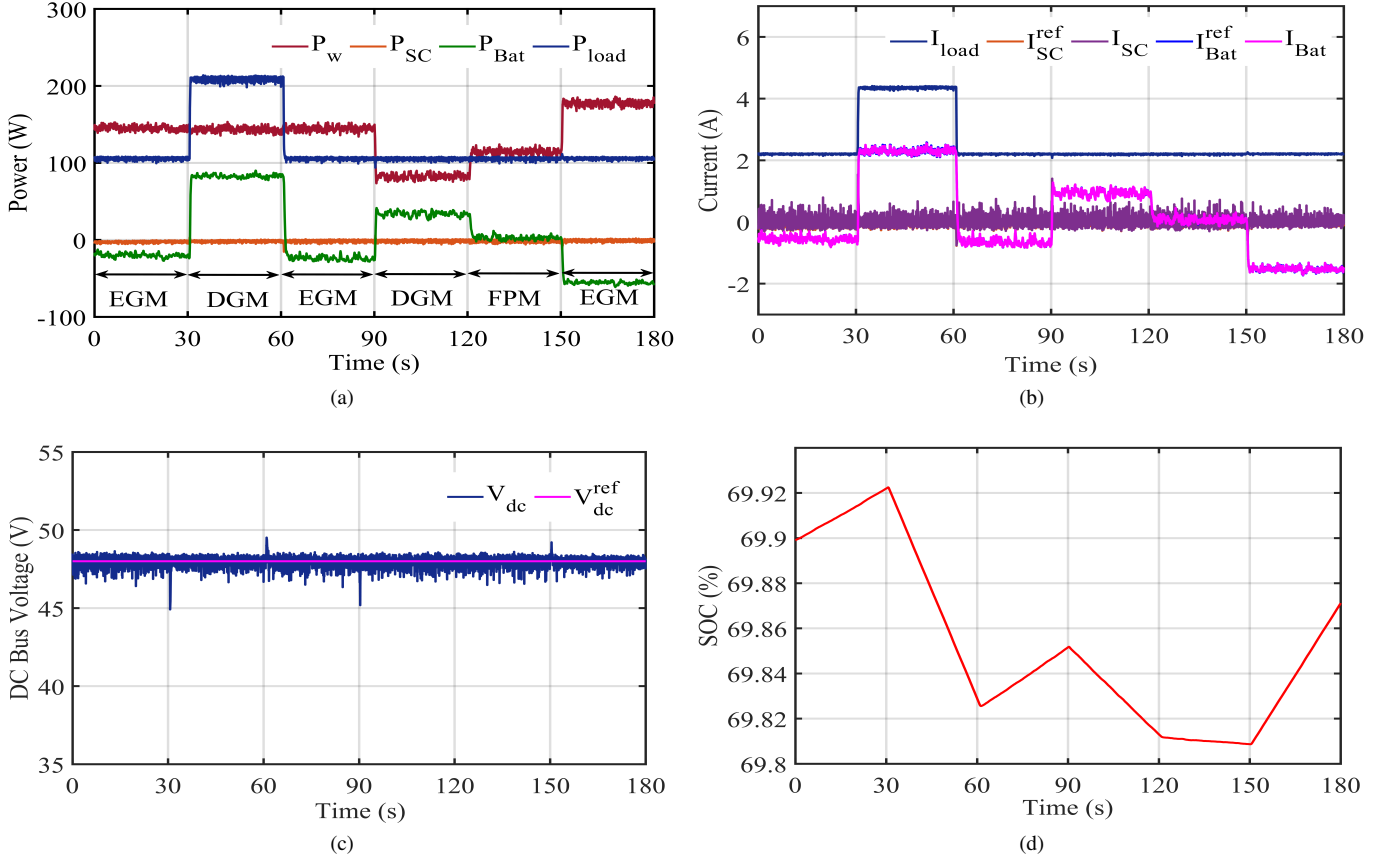 300
250
200
150
100
50
0
-50
-100
Power (W)
P_w P_SC P_Bat P_load
EGM DGM EGM DGM FPM EGM
0 30 60 90 120 150 180
Time (s)
(a)
6
4
2
0
-2
Current (A)
I_load I_SC^ref I_SC I_Bat^ref I_Bat
0 30 60 90 120 150 180
Time (s)
(b)
55
50
45
40
35
DC Bus Voltage (V)
V_dc V_dc^ref
0 30 60 90 120 150 180
Time (s)
(c)
69.92
69.9
69.88
69.86
69.84
69.82
69.8
SOC (%)
0 30 60 90 120 150 180
Time (s)
(d)